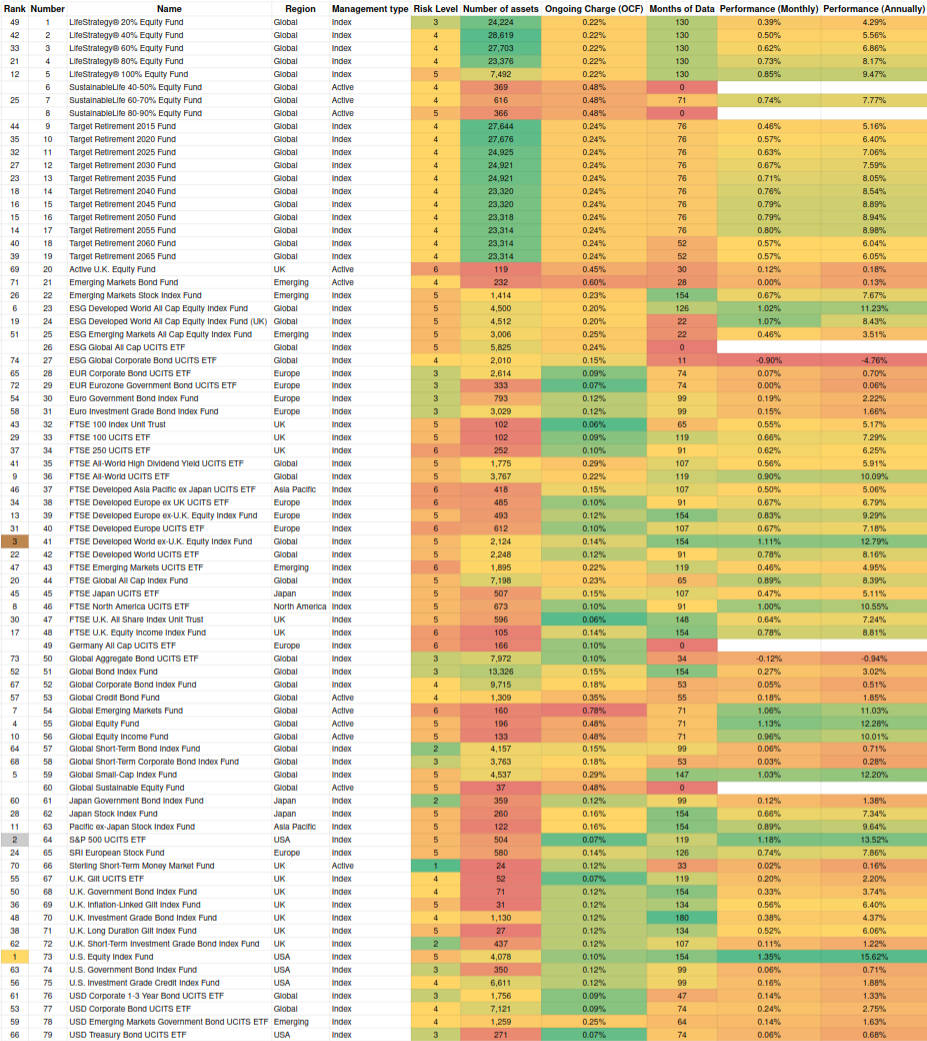 Rank Number Name Region Management type Risk Level Number of assets Ongoing Charge (OCF) Months of Data Performance (Monthly) Performance (Annually)
49 1 LifeStrategy® 20% Equity Fund Global Index 3 24,224 0.22% 130 0.39% 4.29%
42 2 LifeStrategy® 40% Equity Fund Global Index 4 28,619 0.22% 130 0.50% 5.56%
33 3 LifeStrategy® 60% Equity Fund Global Index 4 27,703 0.22% 130 0.62% 6.86%
21 4 LifeStrategy® 80% Equity Fund Global Index 4 23,376 0.22% 130 0.73% 8.17%
12 5 LifeStrategy® 100% Equity Fund Global Index 5 7,492 0.22% 130 0.85% 9.47%
6 SustainableLife 40-50% Equity Fund Global Active 4 369 0.48% 0
25 7 SustainableLife 60-70% Equity Fund Global Active 4 616 0.48% 71 0.74% 7.77%
8 SustainableLife 80-90% Equity Fund Global Active 5 366 0.48% 0
44 9 Target Retirement 2015 Fund Global Index 4 27,644 0.24% 76 0.46% 5.16%
35 10 Target Retirement 2020 Fund Global Index 4 27,676 0.24% 76 0.57% 6.40%
32 11 Target Retirement 2025 Fund Global Index 4 24,925 0.24% 76 0.63% 7.06%
27 12 Target Retirement 2030 Fund Global Index 4 24,921 0.24% 76 0.67% 7.59%
23 13 Target Retirement 2035 Fund Global Index 4 24,921 0.24% 76 0.71% 8.05%
18 14 Target Retirement 2040 Fund Global Index 4 23,320 0.24% 76 0.76% 8.54%
16 15 Target Retirement 2045 Fund Global Index 4 23,320 0.24% 76 0.79% 8.89%
15 16 Target Retirement 2050 Fund Global Index 4 23,318 0.24% 76 0.79% 8.94%
14 17 Target Retirement 2055 Fund Global Index 4 23,314 0.24% 76 0.80% 8.98%
40 18 Target Retirement 2060 Fund Global Index 4 23,314 0.24% 52 0.57% 6.04%
39 19 Target Retirement 2065 Fund Global Index 4 23,314 0.24% 52 0.57% 6.05%
69 20 Active U.K. Equity Fund UK Active 6 119 0.45% 30 0.12% 0.18%
71 21 Emerging Markets Bond Fund Emerging Active 4 232 0.60% 28 0.00% 0.13%
26 22 Emerging Markets Stock Index Fund Emerging Index 5 1,414 0.23% 154 0.67% 7.67%
6 23 ESG Developed World All Cap Equity Index Fund Global Index 5 4,500 0.20% 126 1.02% 11.23%
19 24 ESG Developed World All Cap Equity Index Fund (UK) Global Index 5 4,512 0.20% 22 1.07% 8.43%
51 25 ESG Emerging Markets All Cap Equity Index Fund Emerging Index 5 3,006 0.25% 22 0.46% 3.51%
26 ESG Global All Cap UCITS ETF Global Index 5 5,825 0.24% 0
74 27 ESG Global Corporate Bond UCITS ETF Global Index 4 2,010 0.15% 11 -0.90% -4.76%
65 28 EUR Corporate Bond UCITS ETF Europe Index 3 2,614 0.09% 74 0.07% 0.70%
72 29 EUR Eurozone Government Bond UCITS ETF Europe Index 3 333 0.07% 74 0.00% 0.06%
54 30 Euro Government Bond Index Fund Europe Index 3 793 0.12% 99 0.19% 2.22%
58 31 Euro Investment Grade Bond Index Fund Europe Index 3 3,029 0.12% 99 0.15% 1.66%
43 32 FTSE 100 Index Unit Trust UK Index 5 102 0.06% 65 0.55% 5.17%
29 33 FTSE 100 UCITS ETF UK Index 5 102 0.09% 119 0.66% 7.29%
37 34 FTSE 250 UCITS ETF UK Index 6 252 0.10% 91 0.62% 6.25%
41 35 FTSE All-World High Dividend Yield UCITS ETF Global Index 5 1,775 0.29% 107 0.56% 5.91%
9 36 FTSE All-World UCITS ETF Global Index 5 3,767 0.22% 119 0.90% 10.09%
46 37 FTSE Developed Asia Pacific ex Japan UCITS ETF Asia Pacific Index 6 418 0.15% 107 0.50% 5.06%
34 38 FTSE Developed Europe ex UK UCITS ETF Europe Index 6 485 0.10% 91 0.67% 6.79%
13 39 FTSE Developed Europe ex-U.K. Equity Index Fund Europe Index 5 493 0.12% 154 0.83% 9.29%
31 40 FTSE Developed Europe UCITS ETF Europe Index 6 612 0.10% 107 0.67% 7.18%
3 41 FTSE Developed World ex-U.K. Equity Index Fund Global Index 5 2,124 0.14% 154 1.11% 12.79%
22 42 FTSE Developed World UCITS ETF Global Index 5 2,248 0.12% 91 0.78% 8.16%
47 43 FTSE Emerging Markets UCITS ETF Emerging Index 6 1,895 0.22% 119 0.46% 4.95%
20 44 FTSE Global All Cap Index Fund Global Index 5 7,198 0.23% 65 0.89% 8.39%
45 45 FTSE Japan UCITS ETF Japan Index 5 507 0.15% 107 0.47% 5.11%
8 46 FTSE North America UCITS ETF North America Index 5 673 0.10% 91 1.00% 10.55%
30 47 FTSE U.K. All Share Index Unit Trust UK Index 5 596 0.06% 148 0.64% 7.24%
17 48 FTSE U.K. Equity Income Index Fund UK Index 6 105 0.14% 154 0.78% 8.81%
49 Germany All Cap UCITS ETF Europe Index 6 166 0.10% 0
73 50 Global Aggregate Bond UCITS ETF Global Index 3 7,972 0.10% 34 -0.12% -0.94%
52 51 Global Bond Index Fund Global Index 3 13,326 0.15% 154 0.27% 3.02%
67 52 Global Corporate Bond Index Fund Global Index 4 9,715 0.18% 53 0.05% 0.51%
57 53 Global Credit Bond Fund Global Active 4 1,309 0.35% 55 0.18% 1.85%
7 54 Global Emerging Markets Fund Global Active 6 160 0.78% 71 1.06% 11.03%
4 55 Global Equity Fund Global Active 5 196 0.48% 71 1.13% 12.28%
10 56 Global Equity Income Fund Global Active 5 133 0.48% 71 0.96% 10.01%
64 57 Global Short-Term Bond Index Fund Global Index 2 4,157 0.15% 99 0.06% 0.71%
68 58 Global Short-Term Corporate Bond Index Fund Global Index 3 3,763 0.18% 53 0.03% 0.28%
5 59 Global Small-Cap Index Fund Global Index 5 4,537 0.29% 147 1.03% 12.20%
60 Global Sustainable Equity Fund Global Active 5 37 0.48% 0
60 61 Japan Government Bond Index Fund Japan Index 2 359 0.12% 99 0.12% 1.38%
28 62 Japan Stock Index Fund Japan Index 5 260 0.16% 154 0.66% 7.34%
11 63 Pacific ex-Japan Stock Index Fund Asia Pacific Index 5 122 0.16% 154 0.89% 9.64%
2 64 S&P 500 UCITS ETF USA Index 5 504 0.07% 119 1.18% 13.52%
24 65 SRI European Stock Fund Europe Index 5 580 0.14% 126 0.74% 7.86%
70 66 Sterling Short-Term Money Market Fund UK Active 1 24 0.12% 33 0.02% 0.16%
55 67 U.K. Gilt UCITS ETF UK Index 4 52 0.07% 119 0.20% 2.20%
50 68 U.K. Government Bond Index Fund UK Index 4 71 0.12% 154 0.33% 3.74%
36 69 U.K. Inflation-Linked Gilt Index Fund UK Index 5 31 0.12% 134 0.56% 6.40%
48 70 U.K. Investment Grade Bond Index Fund UK Index 4 1,130 0.12% 180 0.38% 4.37%
38 71 U.K. Long Duration Gilt Index Fund UK Index 5 27 0.12% 134 0.52% 6.06%
62 72 U.K. Short-Term Investment Grade Bond Index Fund UK Index 2 437 0.12% 107 0.11% 1.22%
1 73 U.S. Equity Index Fund USA Index 5 4,078 0.10% 154 1.35% 15.62%
63 74 U.S. Government Bond Index Fund USA Index 3 350 0.12% 99 0.06% 0.71%
56 75 U.S. Investment Grade Credit Index Fund USA Index 4 6,611 0.12% 99 0.16% 1.88%
61 76 USD Corporate 1-3 Year Bond UCITS ETF Global Index 3 1,756 0.09% 47 0.14% 1.33%
53 77 USD Corporate Bond UCITS ETF Global Index 4 7,121 0.09% 74 0.24% 2.75%
59 78 USD Emerging Markets Government Bond UCITS ETF Emerging Index 4 1,259 0.25% 64 0.14% 1.63%
66 79 USD Treasury Bond UCITS ETF USA Index 3 271 0.07% 74 0.06% 0.68%